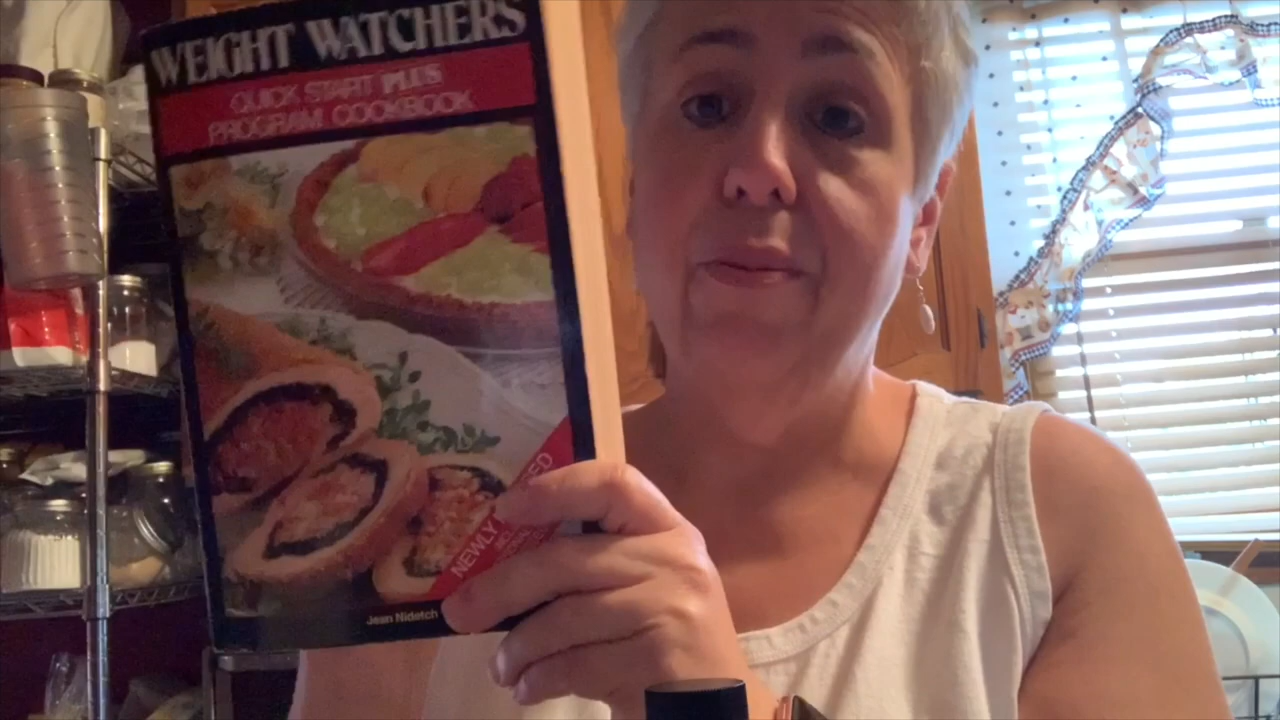 WEIGHT WATCHERS
QUICK START PLUS
PROGRAM COOKBOOK
NEWLY
Jean Nidetch